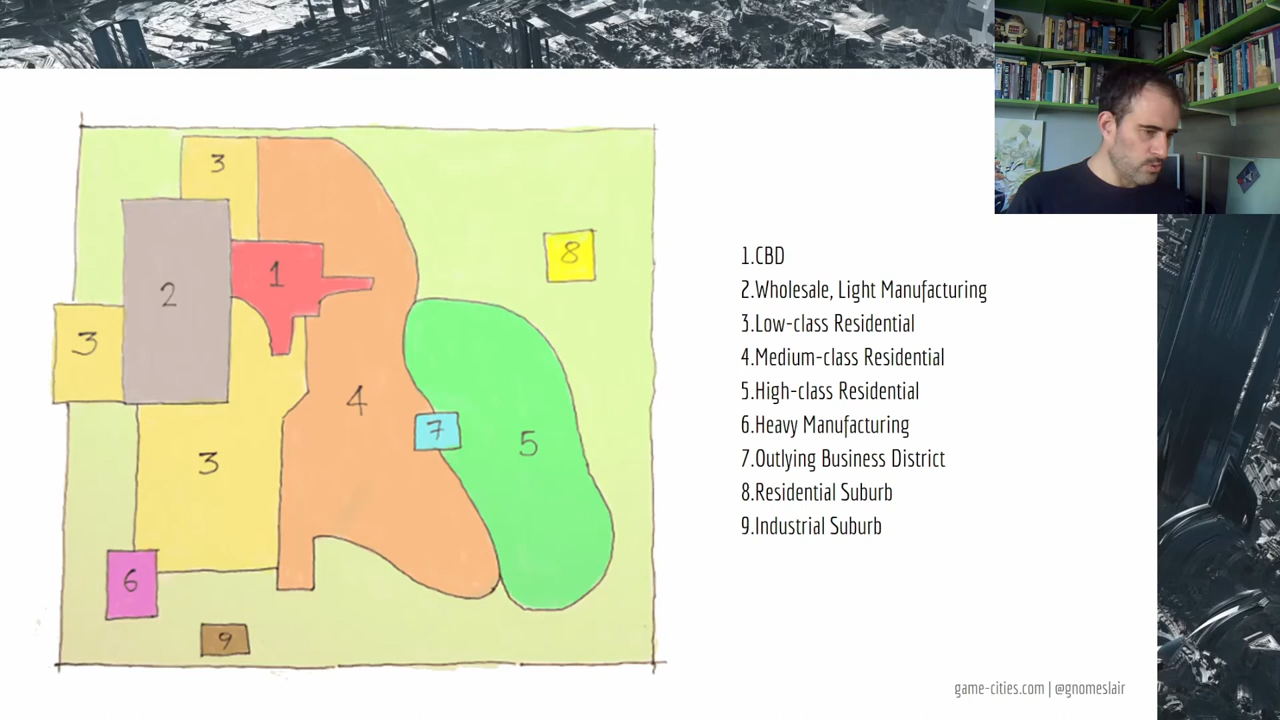 3
8
1
2
3
4
7
5
3
6
9
1.CBD
2.Wholesale, Light Manufacturing
3.Low-class Residential
4.Medium-class Residential
5.High-class Residential
6.Heavy Manufacturing
7.Outlying Business District
8.Residential Suburb
9.Industrial Suburb
game-cities.com | @gnomeslair